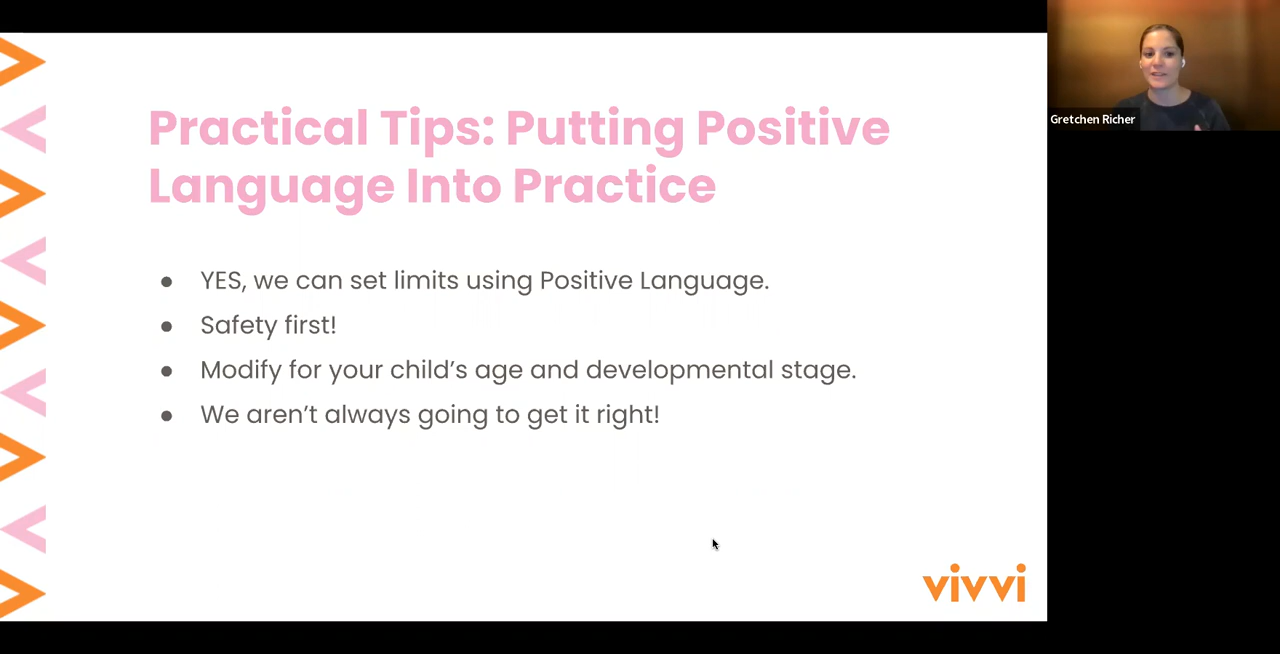 Practical Tips: Putting Positive
Language Into Practice
● YES, we can set limits using Positive Language.
● Safety first!
● Modify for your child’s age and developmental stage.
● We aren’t always going to get it right!
vivvi
Gretchen Richer